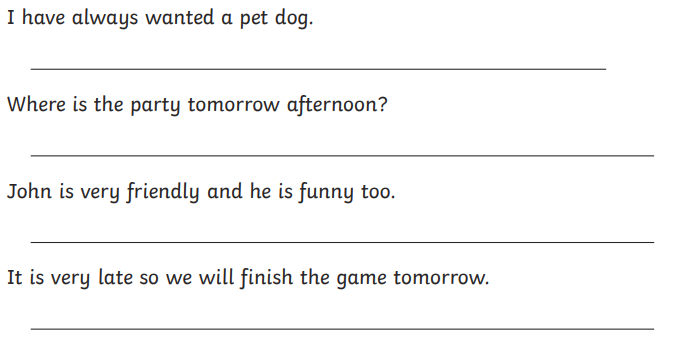 I have always wanted a pet dog.
Where is the party tomorrow afternoon?
John is very friendly and he is funny too.
It is very late so we will finish the game tomorrow.